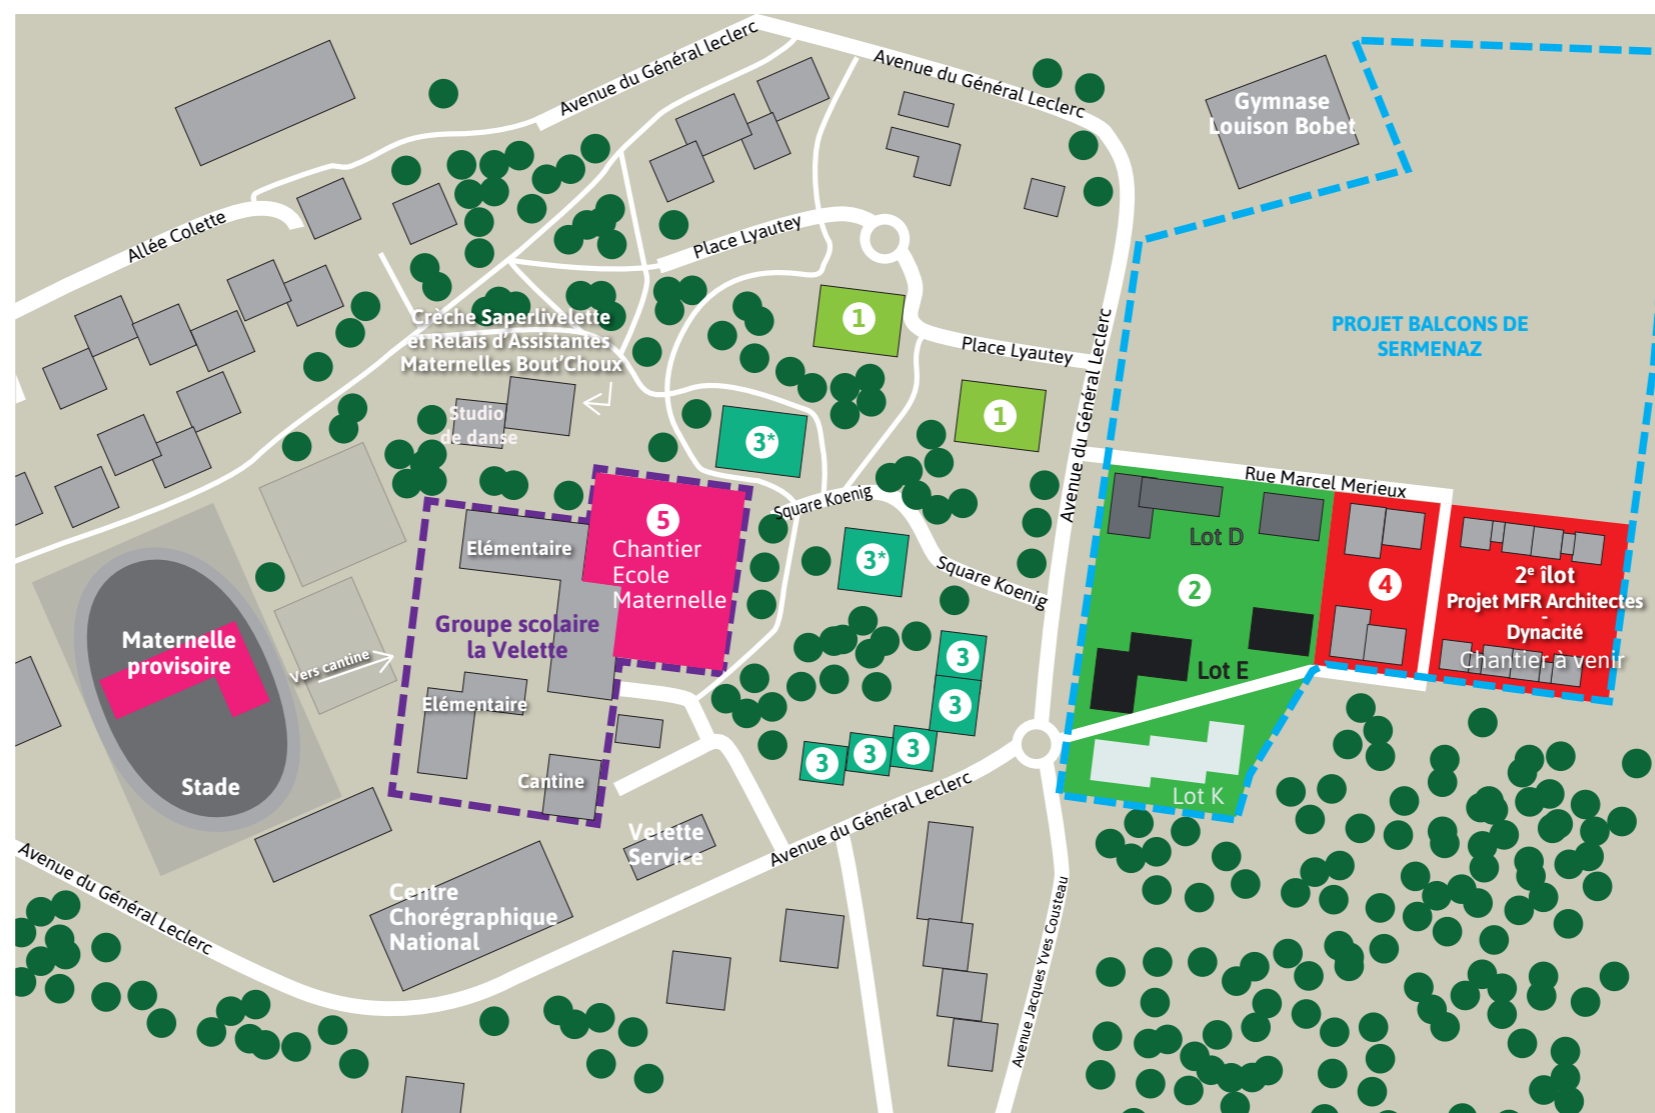 Avenue du Général leclerc
Avenue du Général Leclerc
Gymnase
Louison Bobet
Allée Colette
Place Lyautey
Crèche Saperlivelette
et Relais d'Assistantes
Maternelles Bout'Choux
1
Place Lyautey
Avenue du Général Leclerc
PROJET BALCONS DE
SERMENAZ
Studio
de danse
3*
1
Rue Marcel Merieux
Square Koenig
5
Chantier
Ecole
Maternelle
Elémentaire
3*
Square Koenig
Lot D
2
4
2e îlot
Projet MFR Architectes
-
Dynacité
Chantier à venir
Groupe scolaire
la Velette
Maternelle
provisoire
Vers cantine
3
3
3
3
3
Lot E
Elémentaire
Stade
Cantine
Lot K
Velette
Service
Avenue du Général Leclerc
Avenue du Général Leclerc
Centre
Chorégraphique
National
Avenue Jacques Yves Cousteau